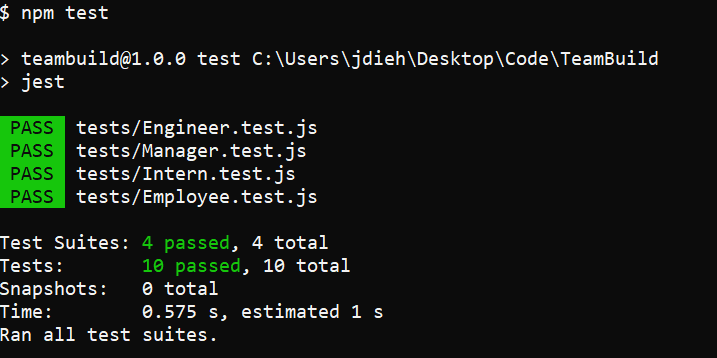 $ npm test
> teambuild@1.0.0 test C:\Users\jdieh\Desktop\Code\TeamBuild
> jest
PASS tests/Engineer.test.js
PASS tests/Manager.test.js
PASS tests/Intern.test.js
PASS tests/Employee.test.js
Test Suites: 4 passed, 4 total
Tests: 10 passed, 10 total
Snapshots: 0 total
Time: 0.575 s, estimated 1 s
Ran all test suites.